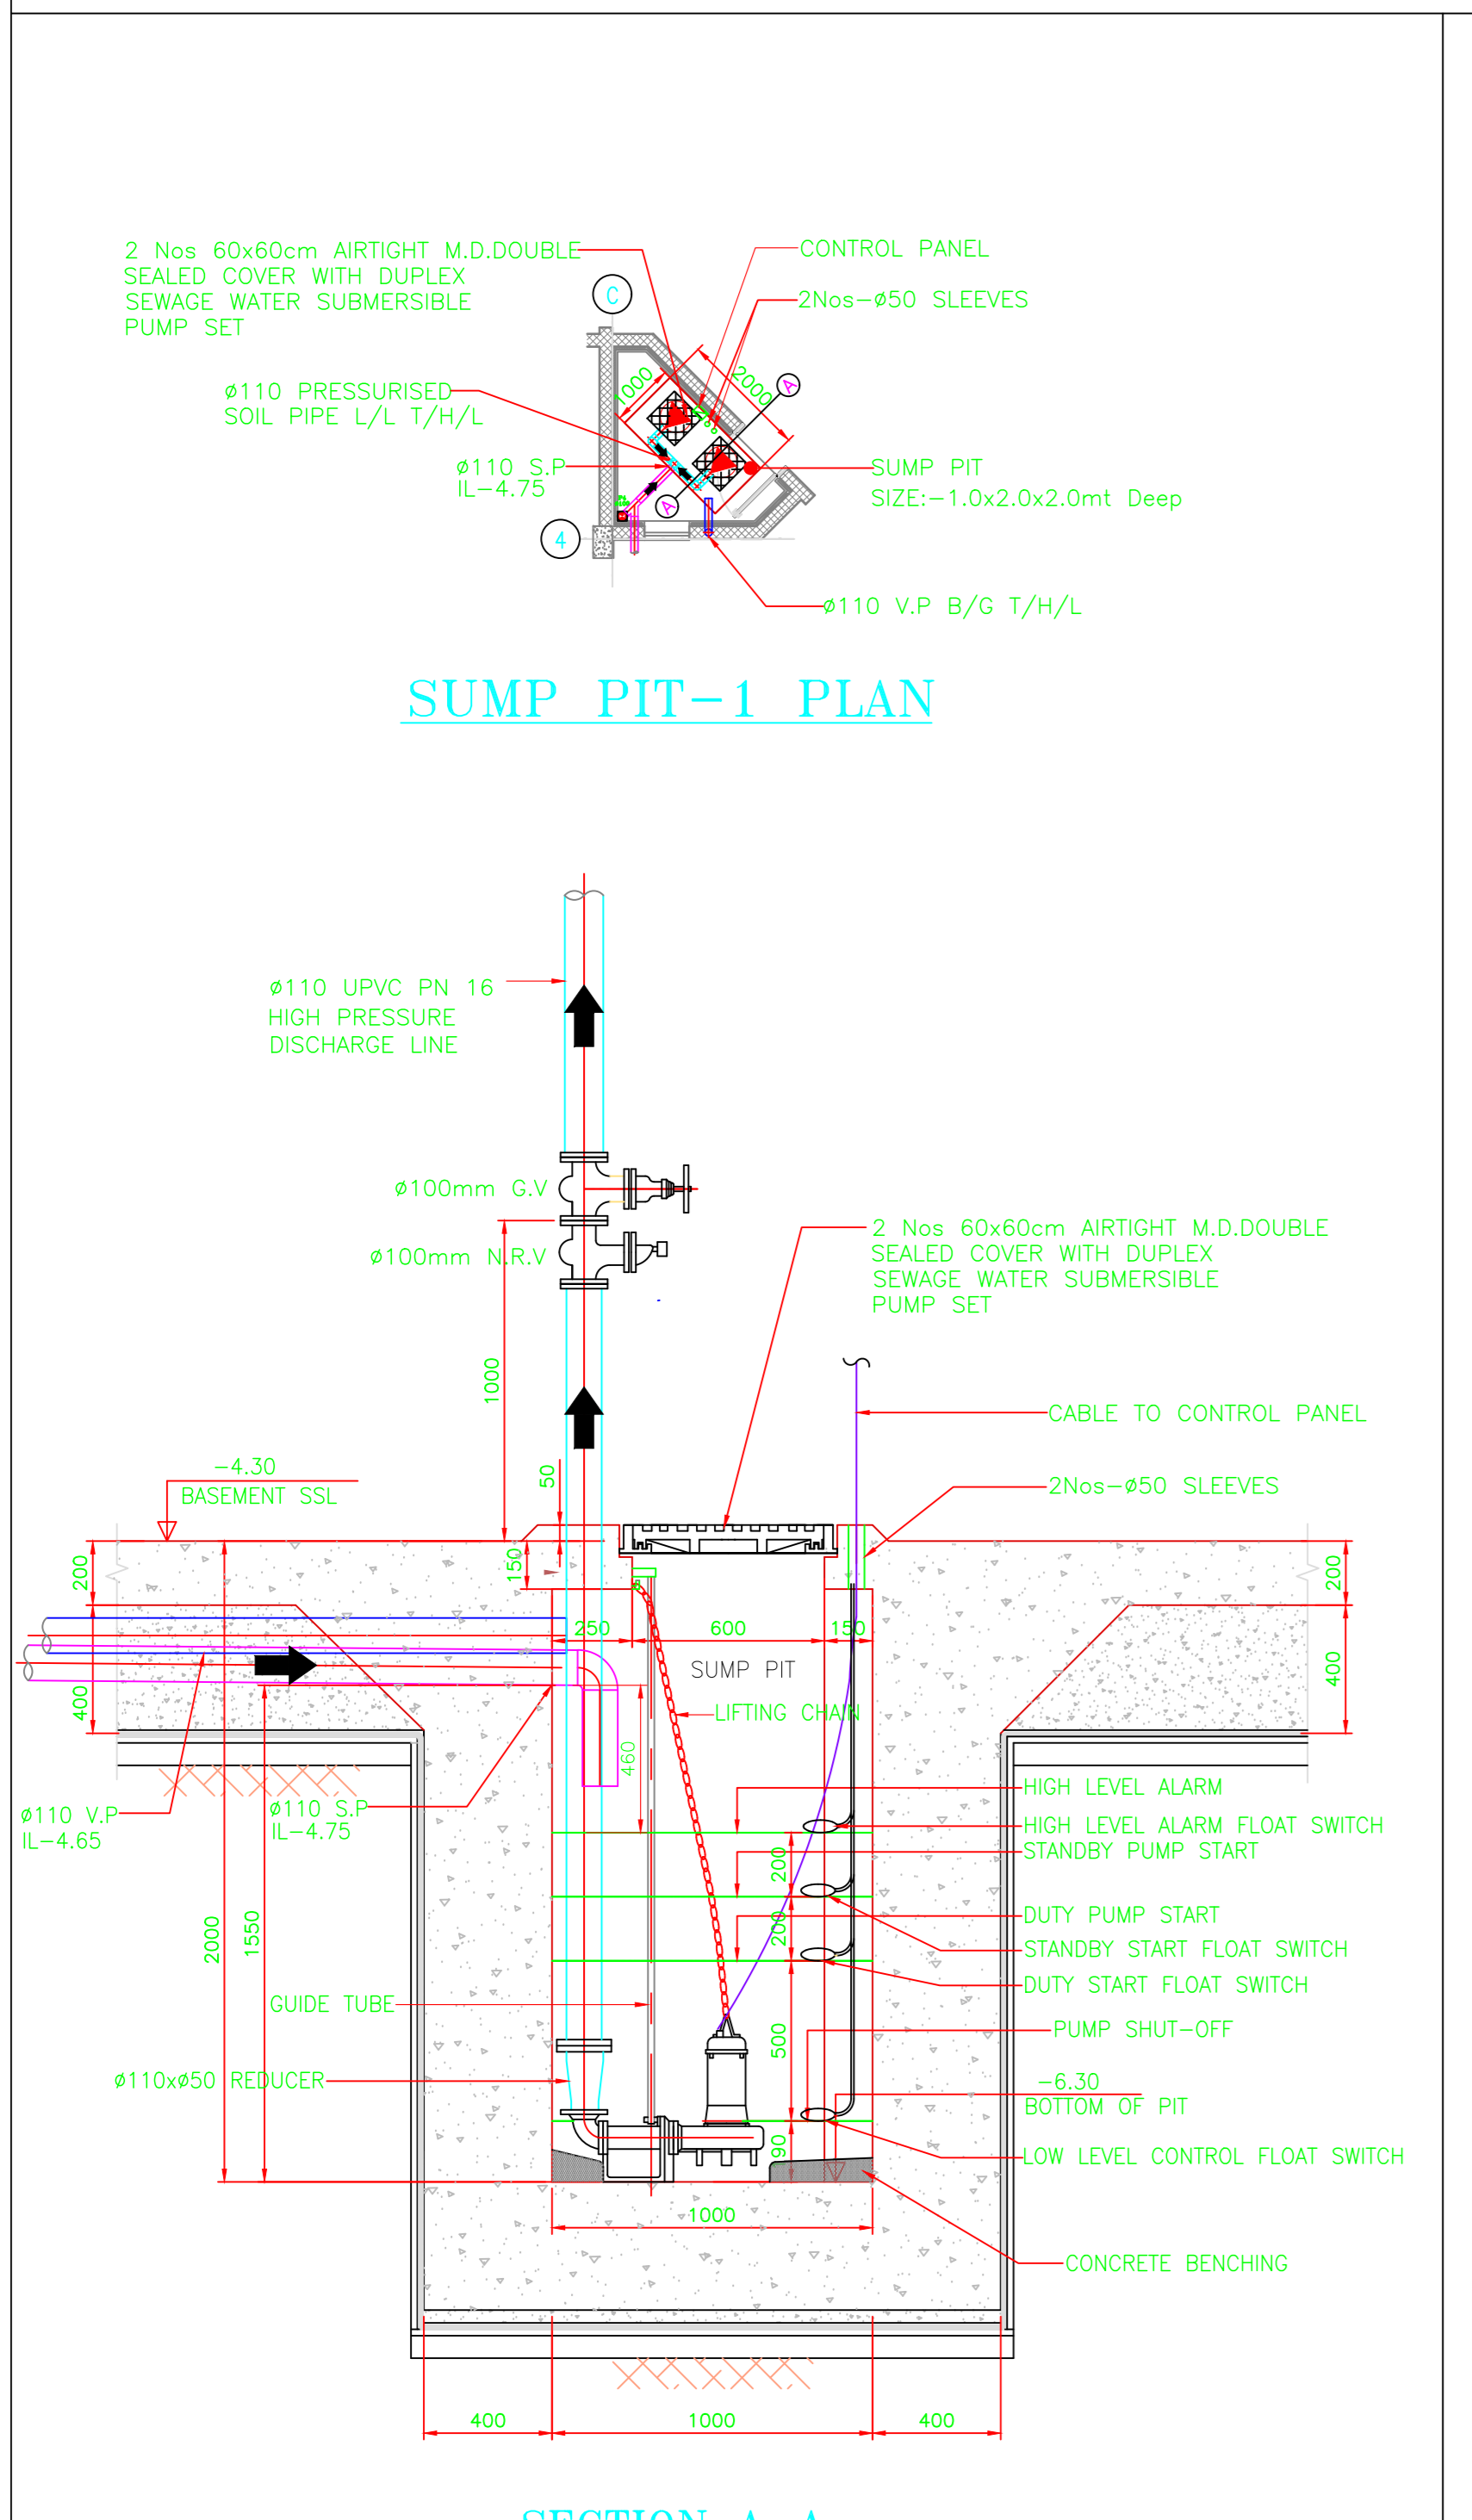 2 Nos 60x60cm AIRTIGHT M.D.DOUBLE
SEALED COVER WITH DUPLEX
SEWAGE WATER SUBMERSIBLE
PUMP SET
CONTROL PANEL
C
2Nos-ø50 SLEEVES
ø110 PRESSURISED
SOIL PIPE L/L T/H/L
1000
2000
A
ø110 S.P
IL-4.75
SUMP PIT
SIZE:-1.0x2.0x2.0mt Deep
A
4
ø110 V.P B/G T/H/L
SUMP PIT-1 PLAN
ø110 UPVC PN 16
HIGH PRESSURE
DISCHARGE LINE
ø100mm G.V
ø100mm N.R.V
2 Nos 60x60cm AIRTIGHT M.D.DOUBLE
SEALED COVER WITH DUPLEX
SEWAGE WATER SUBMERSIBLE
PUMP SET
1000
CABLE TO CONTROL PANEL
-4.30
BASEMENT SSL
50
2Nos-ø50 SLEEVES
200
150
200
250
600
150
SUMP PIT
400
400
LIFTING CHAIN
460
HIGH LEVEL ALARM
ø110 V.P
IL-4.65
ø110 S.P
IL-4.75
HIGH LEVEL ALARM FLOAT SWITCH
STANDBY PUMP START
200
DUTY PUMP START
200
2000
1550
STANDBY START FLOAT SWITCH
DUTY START FLOAT SWITCH
GUIDE TUBE
500
PUMP SHUT-OFF
ø110xø50 REDUCER
-6.30
BOTTOM OF PIT
90
LOW LEVEL CONTROL FLOAT SWITCH
1000
CONCRETE BENCHING
400
1000
400
SECTION A-A